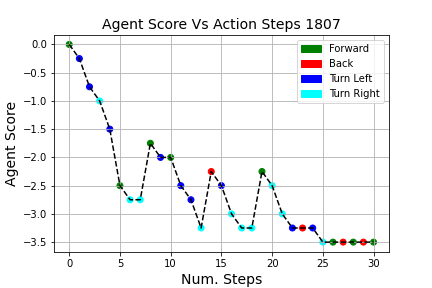 Agent Score Vs Action Steps 1807
Agent Score
0.0
−0.5
−1.0
−1.5
−2.0
−2.5
−3.0
−3.5
Forward
Back
Turn Left
Turn Right
0 5 10 15 20 25 30
Num. Steps